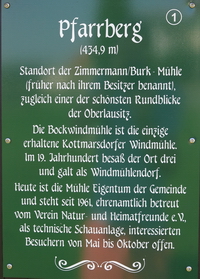 Pfarrberg
1
(434,9 m)
Standort der Zimmermann/Burk - Mühle
(früher nach ihrem Besitzer benannt),
zugleich einer der schönsten Rundblicke
der Oberlausitz.
Die Bockwindmühle ist die einzige
erhaltene Kottmarsdorfer Windmühle.
Im 19. Jahrhundert besaß der Ort drei
und galt als Windmühlendorf.
Heute ist die Mühle Eigentum der Gemeinde
und steht seit 1961, ehrenamtlich betreut
vom Verein Natur- und Heimatfreunde e.V.,
als technische Schauanlage, interessierten
Besuchern von Mai bis Oktober offen.